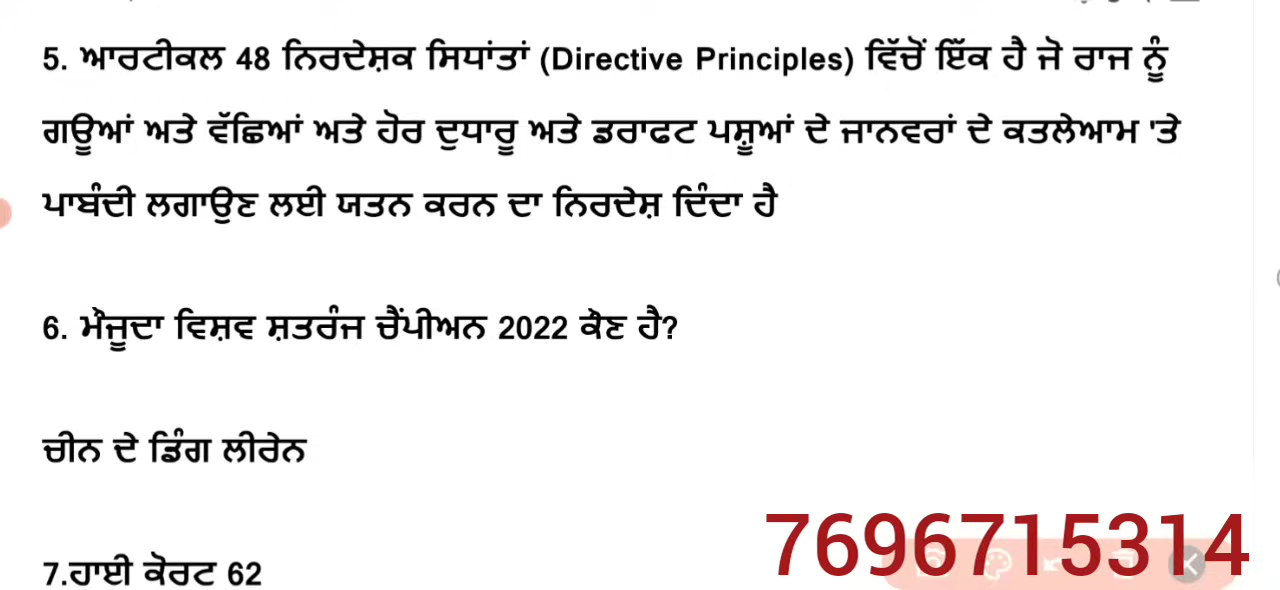 5. ਆਰਟੀਕਲ 48 ਨਿਰਦੇਸ਼ਕ ਸਿਧਾਂਤਾਂ (Directive Principles) ਵਿੱਚੋਂ ਇੱਕ ਹੈ ਜੋ ਰਾਜ ਨੂੰ
ਗਊਆਂ ਅਤੇ ਵੱਛਿਆਂ ਅਤੇ ਹੋਰ ਦੁਧਾਰੂ ਅਤੇ ਡਰਾਫਟ ਪਸ਼ੂਆਂ ਦੇ ਜਾਨਵਰਾਂ ਦੇ ਕਤਲੇਆਮ 'ਤੇ
ਪਾਬੰਦੀ ਲਗਾਉਣ ਲਈ ਯਤਨ ਕਰਨ ਦਾ ਨਿਰਦੇਸ਼ ਦਿੰਦਾ ਹੈ
6. ਮੌਜੂਦਾ ਵਿਸ਼ਵ ਸ਼ਤਰੰਜ ਚੈਂਪੀਅਨ 2022 ਕੌਣ ਹੈ?
ਚੀਨ ਦੇ ਡਿੰਗ ਲੀਰੇਨ
7.ਹਾਈ ਕੋਰਟ 62
7696715314